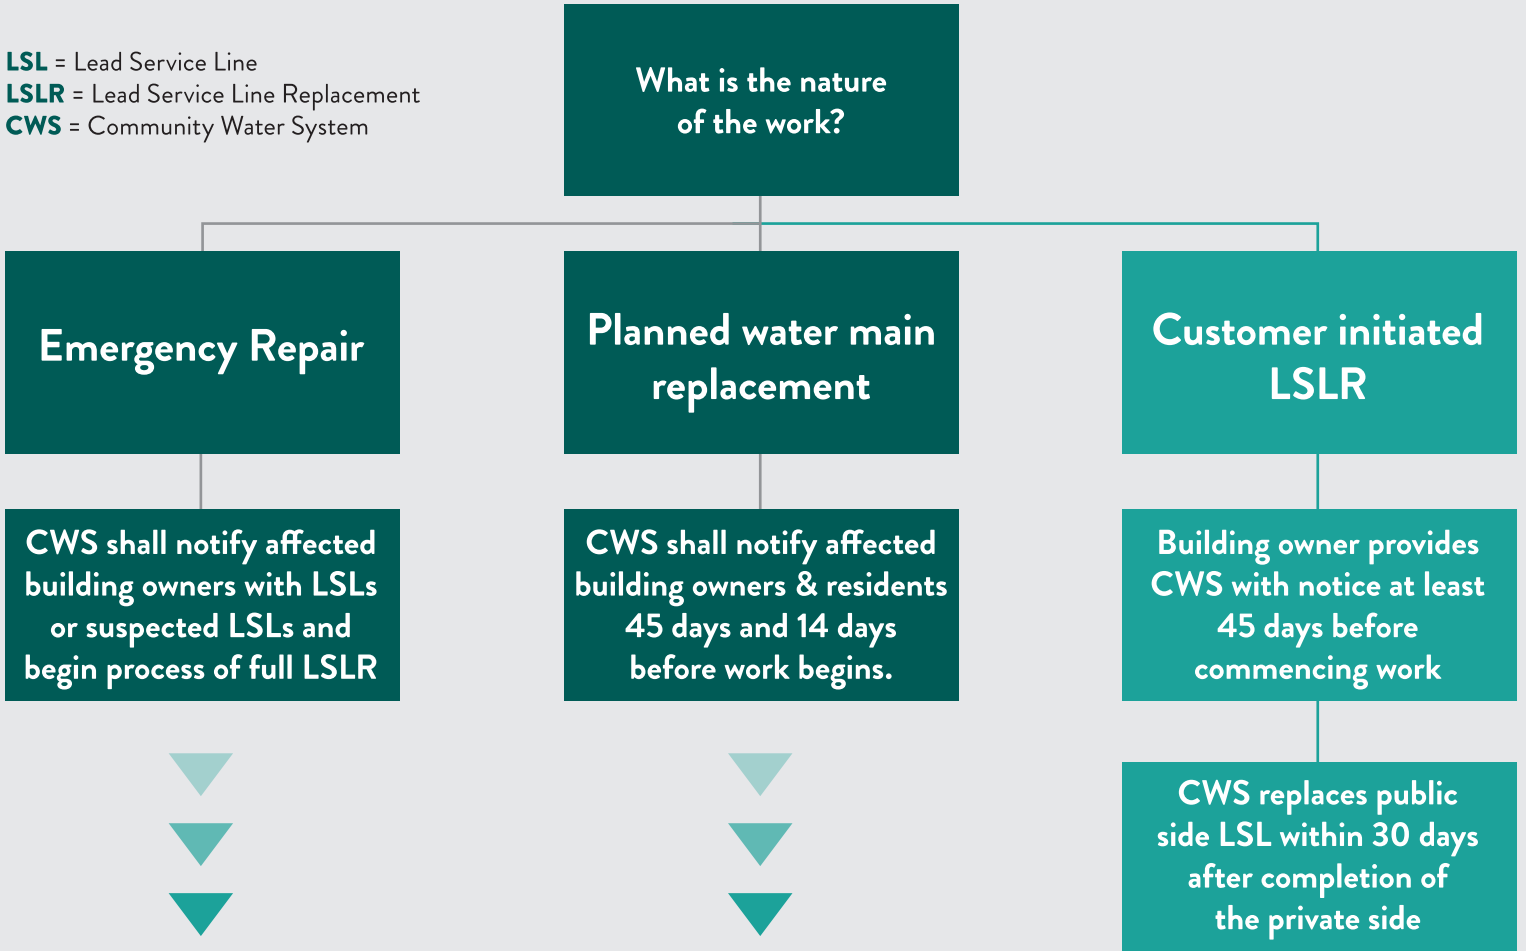 LSL = Lead Service Line
LSLR = Lead Service Line Replacement
CWS = Community Water System
What is the nature
of the work?
Emergency Repair
Planned water main
replacement
Customer initiated
LSLR
CWS shall notify affected
building owners with LSLs
or suspected LSLs and
begin process of full LSLR
CWS shall notify affected
building owners & residents
45 days and 14 days
before work begins.
Building owner provides
CWS with notice at least
45 days before
commencing work
CWS replaces public
side LSL within 30 days
after completion of
the private side